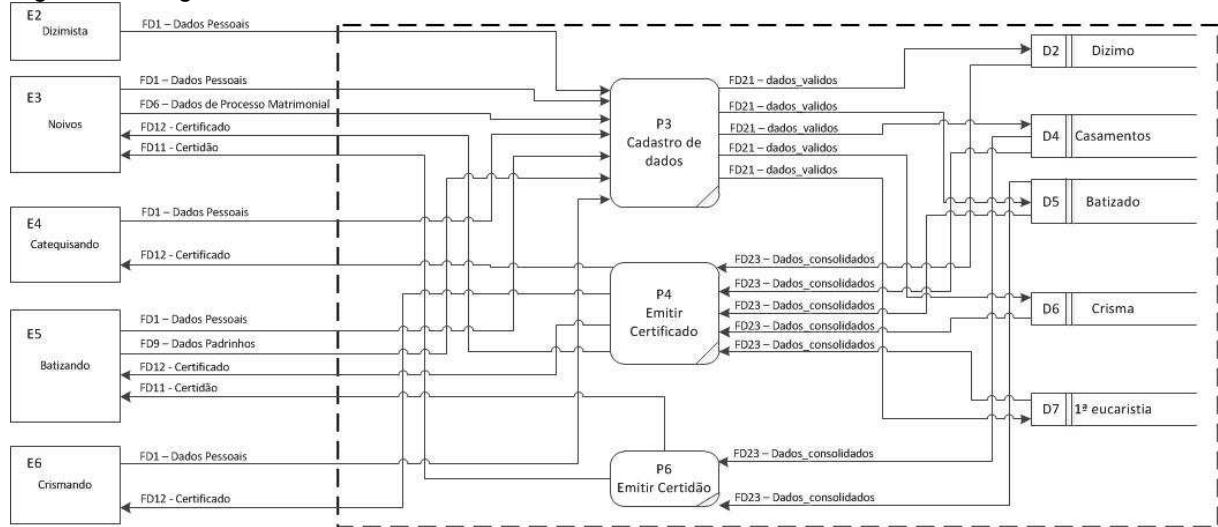 E2
Dizimista
FD1 – Dados Pessoais
E3
Noivos
FD1 – Dados Pessoais
FD6 – Dados de Processo Matrimonial
FD12 - Certificado
FD11 – Certidão
E4
Catequisando
FD1 – Dados Pessoais
FD12 - Certificado
E5
Batizando
FD1 – Dados Pessoais
FD9 – Dados Padrinhos
FD12 - Certificado
FD11 - Certidão
E6
Crismando
FD1 – Dados Pessoais
FD12 - Certificado
P3
Cadastro de
dados
FD21 – dados_validos
FD21 – dados_validos
FD21 – dados_validos
FD21 – dados_validos
FD21 – dados_validos
P4
Emitir
Certificado
FD23 – Dados_consolidados
FD23 – Dados_consolidados
FD23 – Dados_consolidados
FD23 – Dados_consolidados
FD23 – Dados_consolidados
P6
Emitir Certidão
FD23 – Dados_consolidados
FD23 – Dados_consolidados
D2 Dizimo
D4 Casamentos
D5 Batizado
D6 Crisma
D7 1ª eucaristia